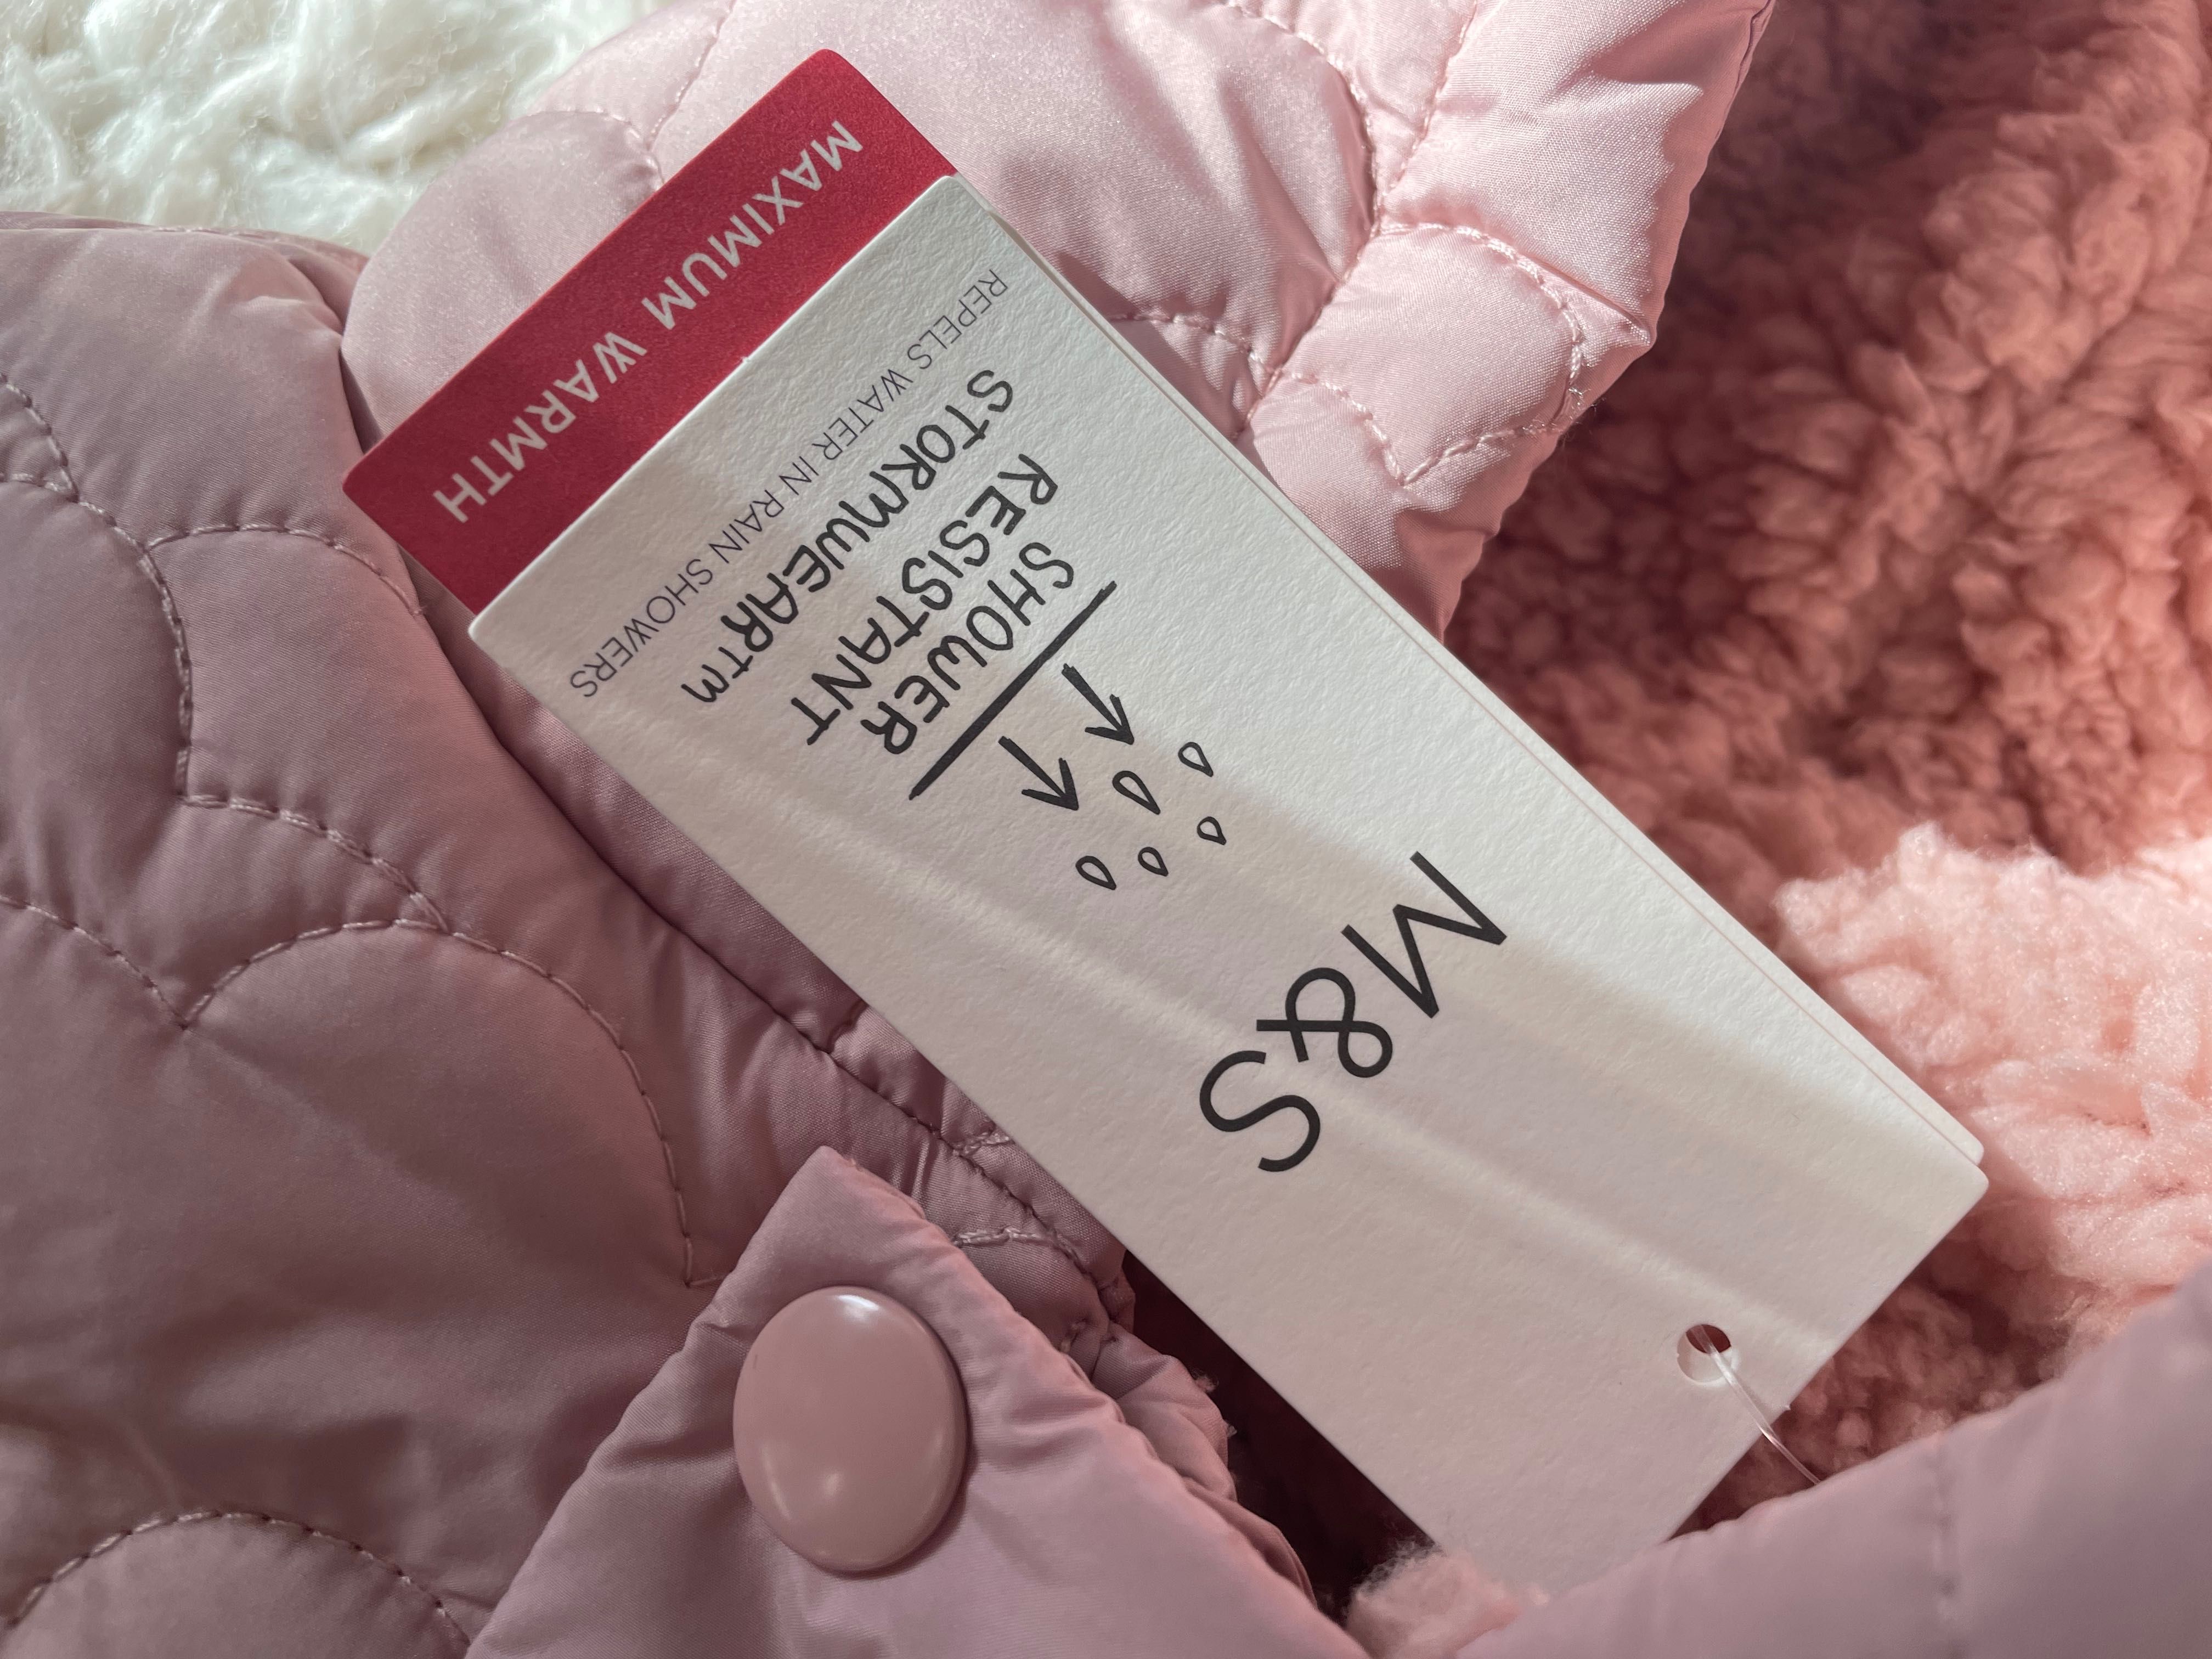 M&S
SHOWER
RESISTANT
STORMWEAR™
REPELS WATER IN RAIN SHOWERS
MAXIMUM WARMTH